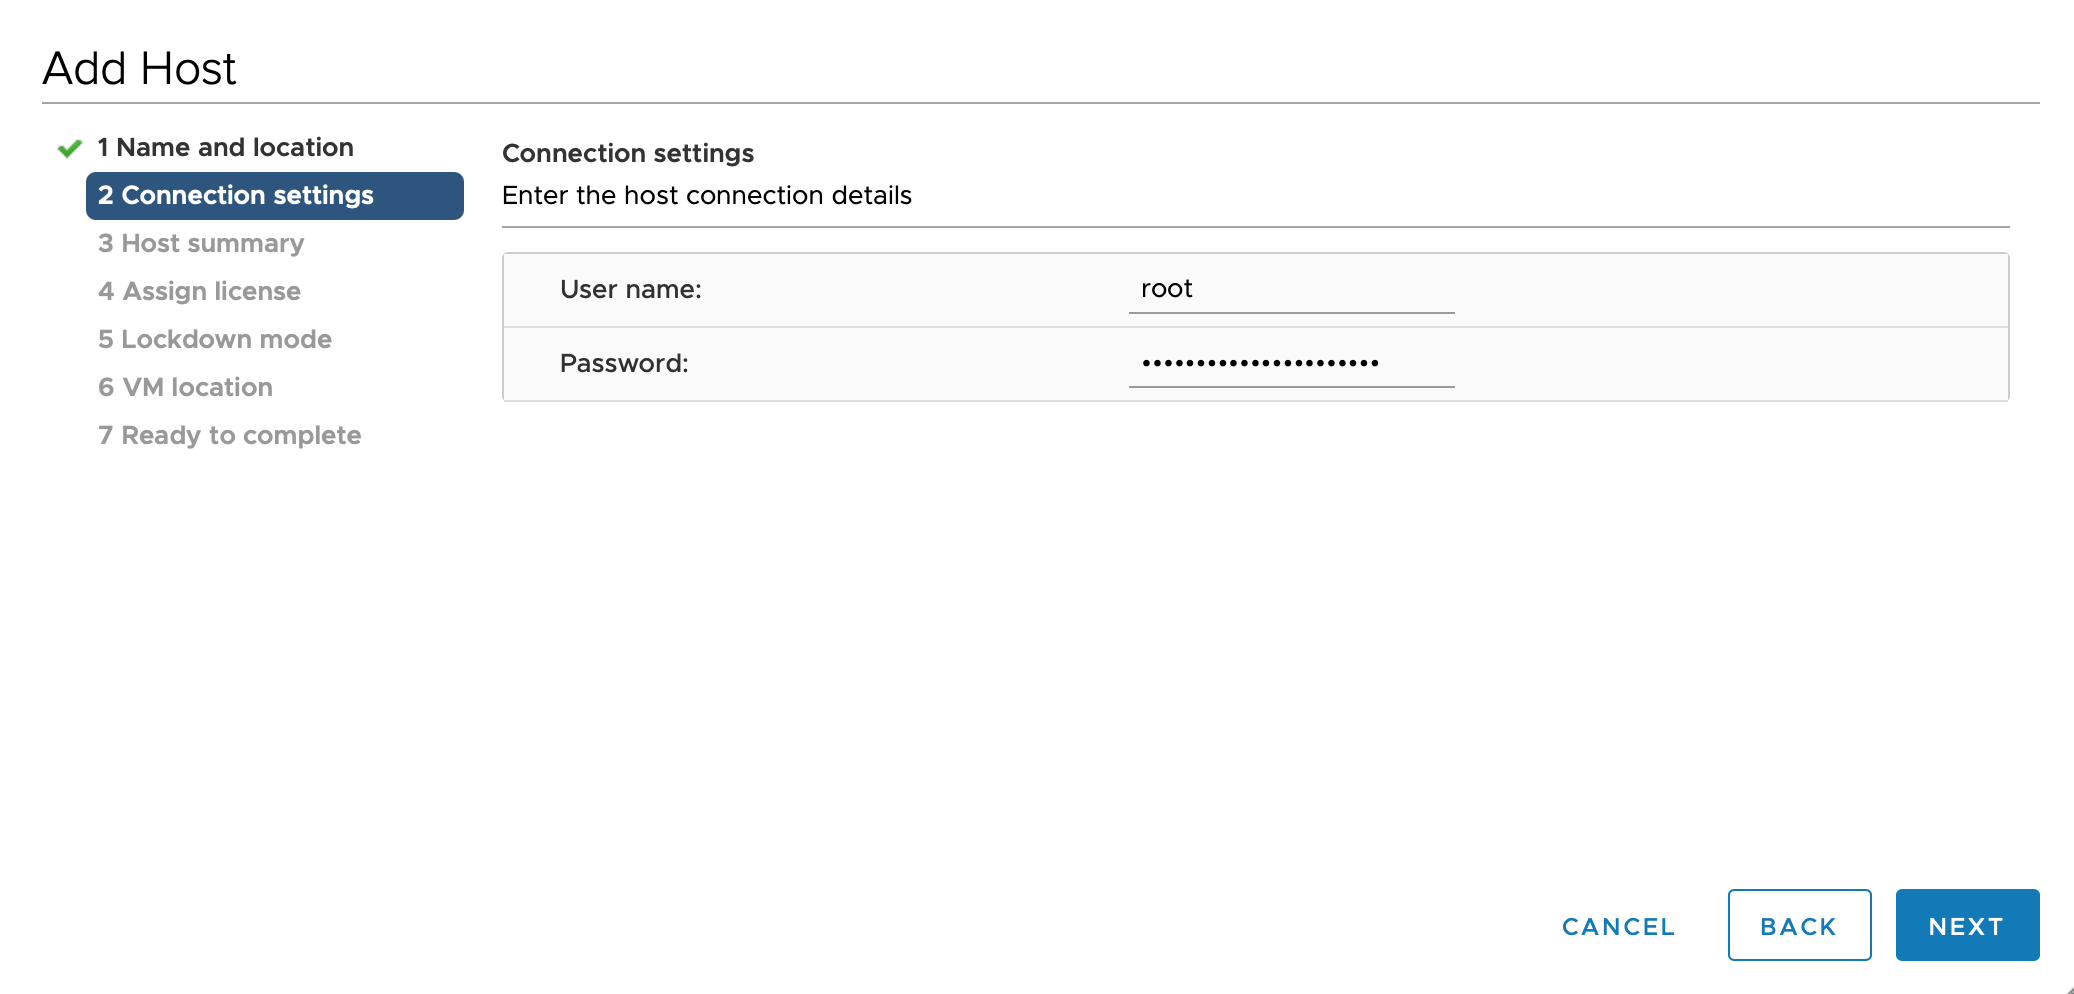 Add Host
1 Name and location
2 Connection settings
3 Host summary
4 Assign license
5 Lockdown mode
6 VM location
7 Ready to complete
Connection settings
Enter the host connection details
User name: root
Password: ••••••••••••••••••••••
CANCEL BACK NEXT